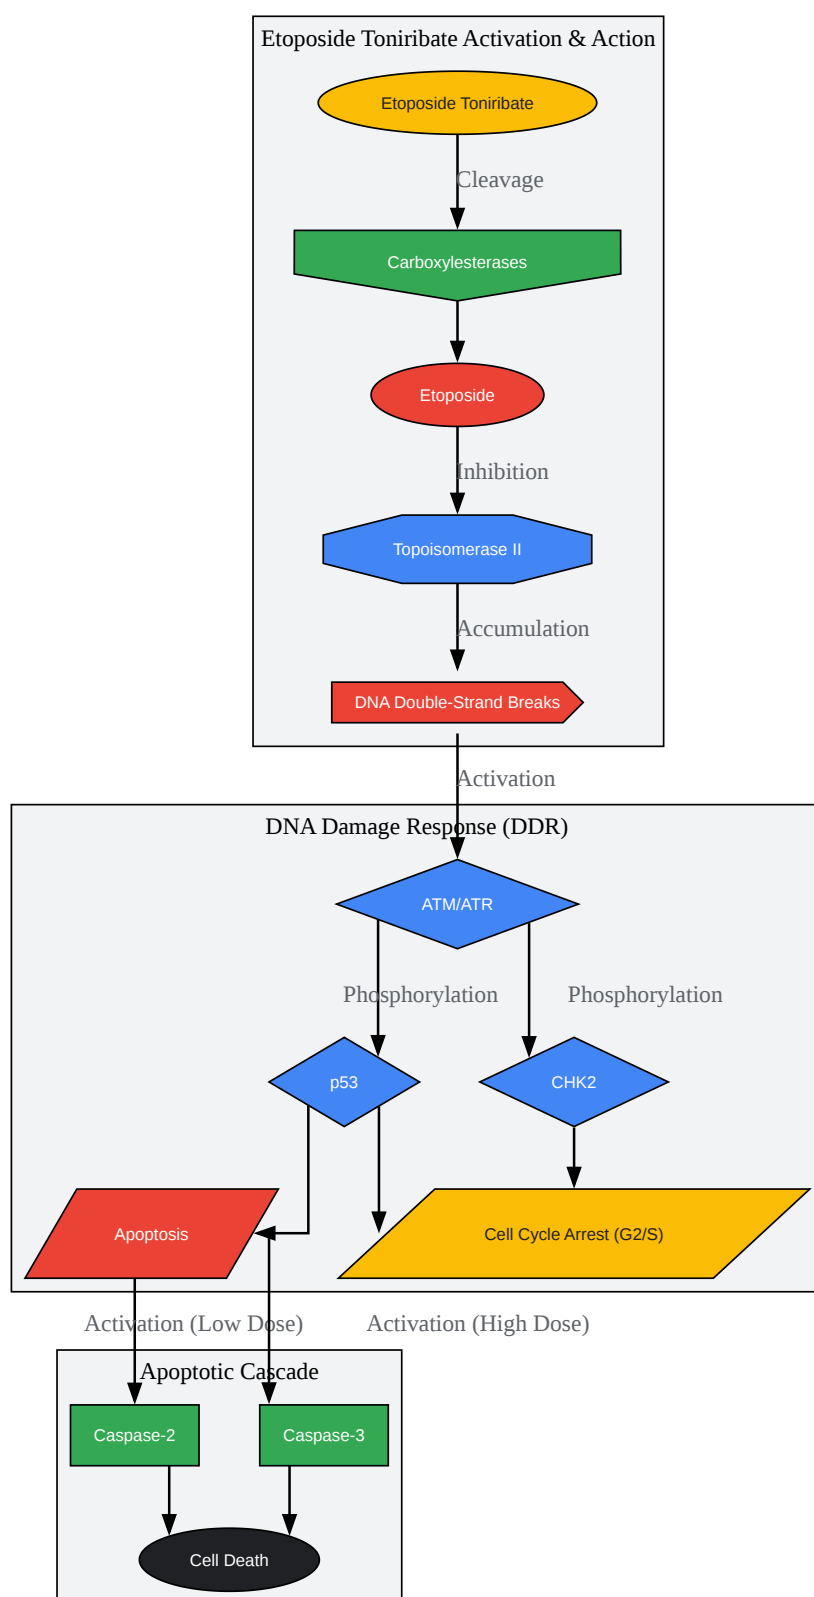 Etoposide Toniribate Activation & Action
Etoposide Toniribate
Cleavage
Carboxylesterases
Etoposide
Inhibition
Topoisomerase II
Accumulation
DNA Double-Strand Breaks
Activation
DNA Damage Response (DDR)
ATM/ATR
Phosphorylation
Phosphorylation
p53
CHK2
Apoptosis
Cell Cycle Arrest (G2/S)
Activation (Low Dose)
Activation (High Dose)
Apoptotic Cascade
Caspase-2
Caspase-3
Cell Death